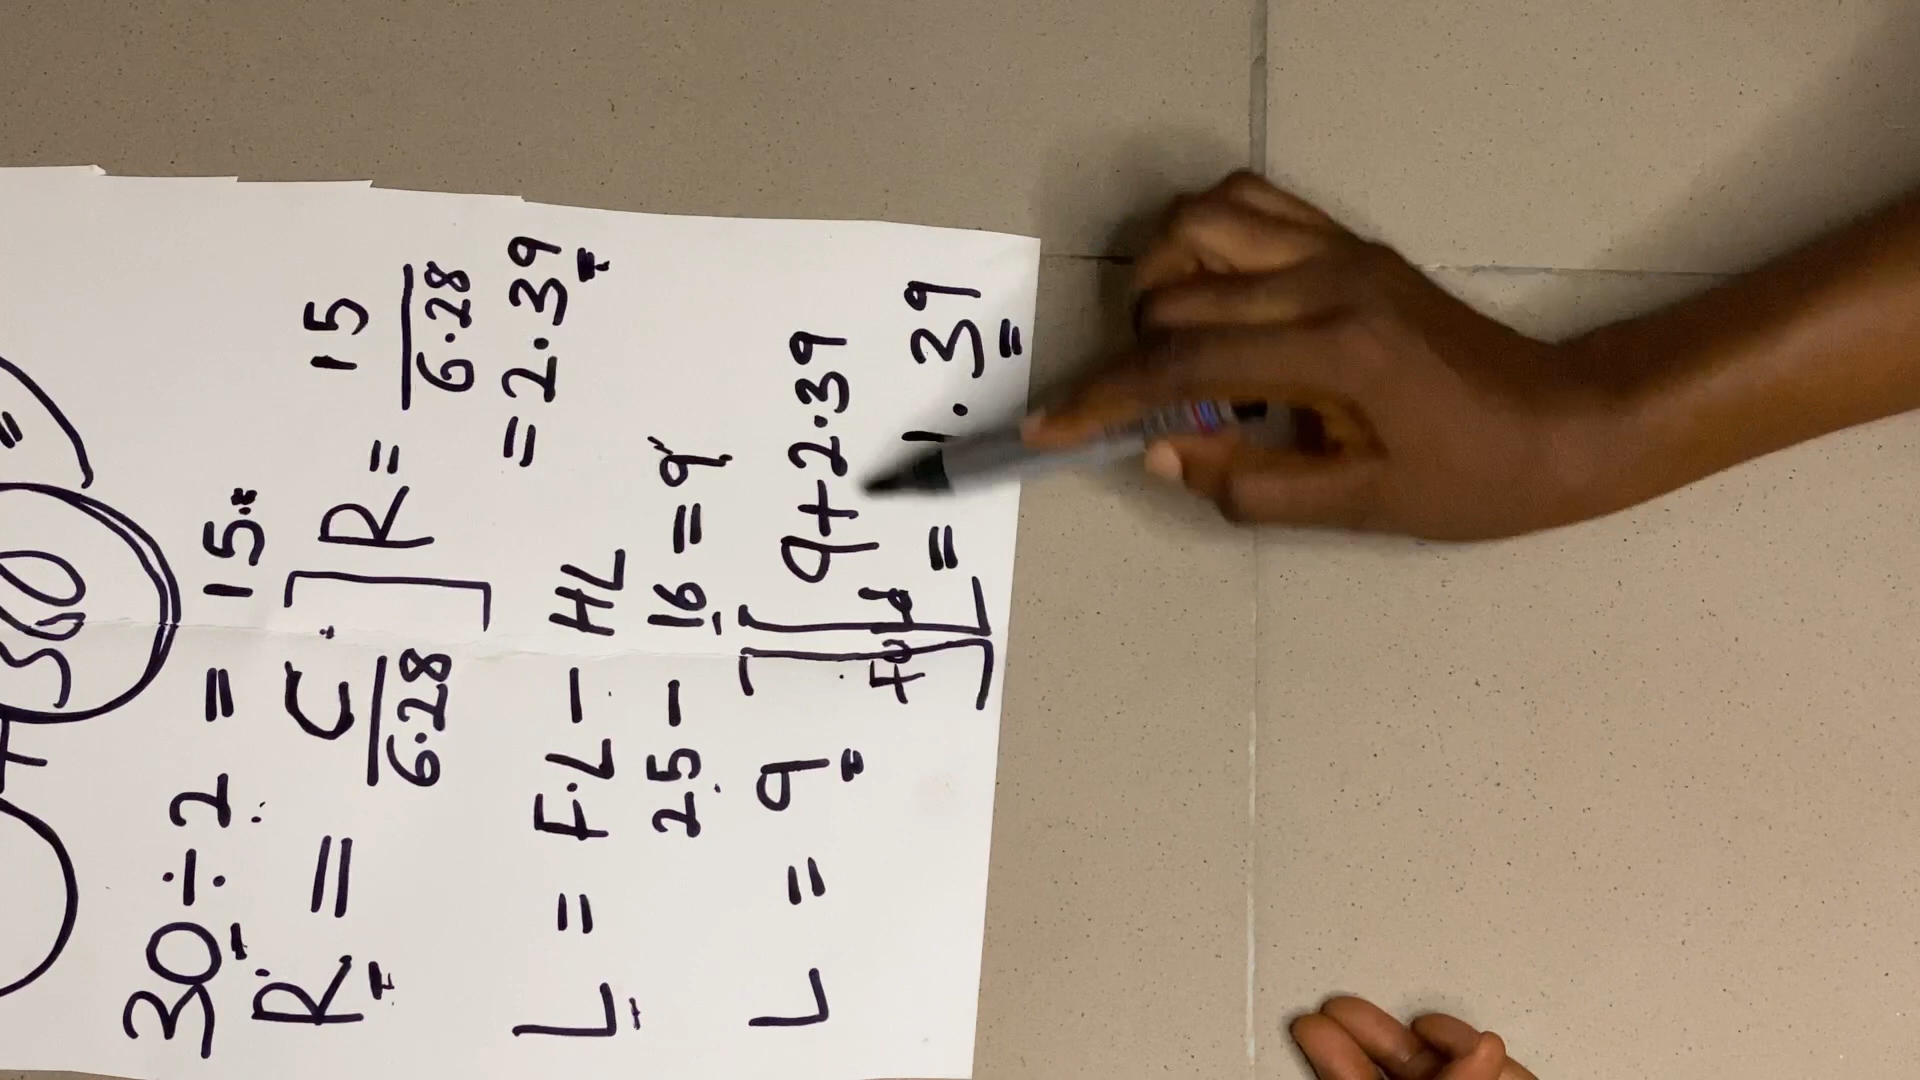 30 ÷ 2 = 15
R = C / 6.28
R = 15 / 6.28
= 2.39
L = F.L - HL
25 - 16 = 9
L = 9
9 + 2.39
Fold
L = .39